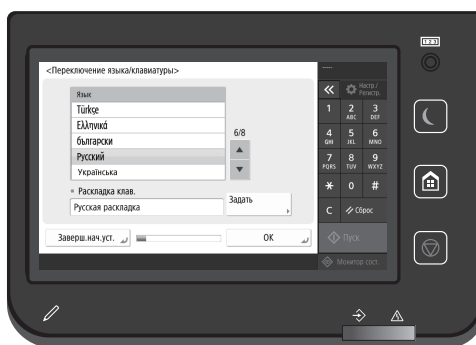 <Переключение языка/клавиатуры>
Язык
Türkçe
Ελληνικά
български
Русский
Українська
6/8
Раскладка клав.
Русская раскладка
Задать
Заверш.нач.уст.
OK
Настр./
Регистр.
1 2 3
ABC DEF
4 5 6
GHI JKL MNO
7 8 9
PQRS TUV WXYZ
* 0 #
C Сброс
Пуск
Монитор сост.